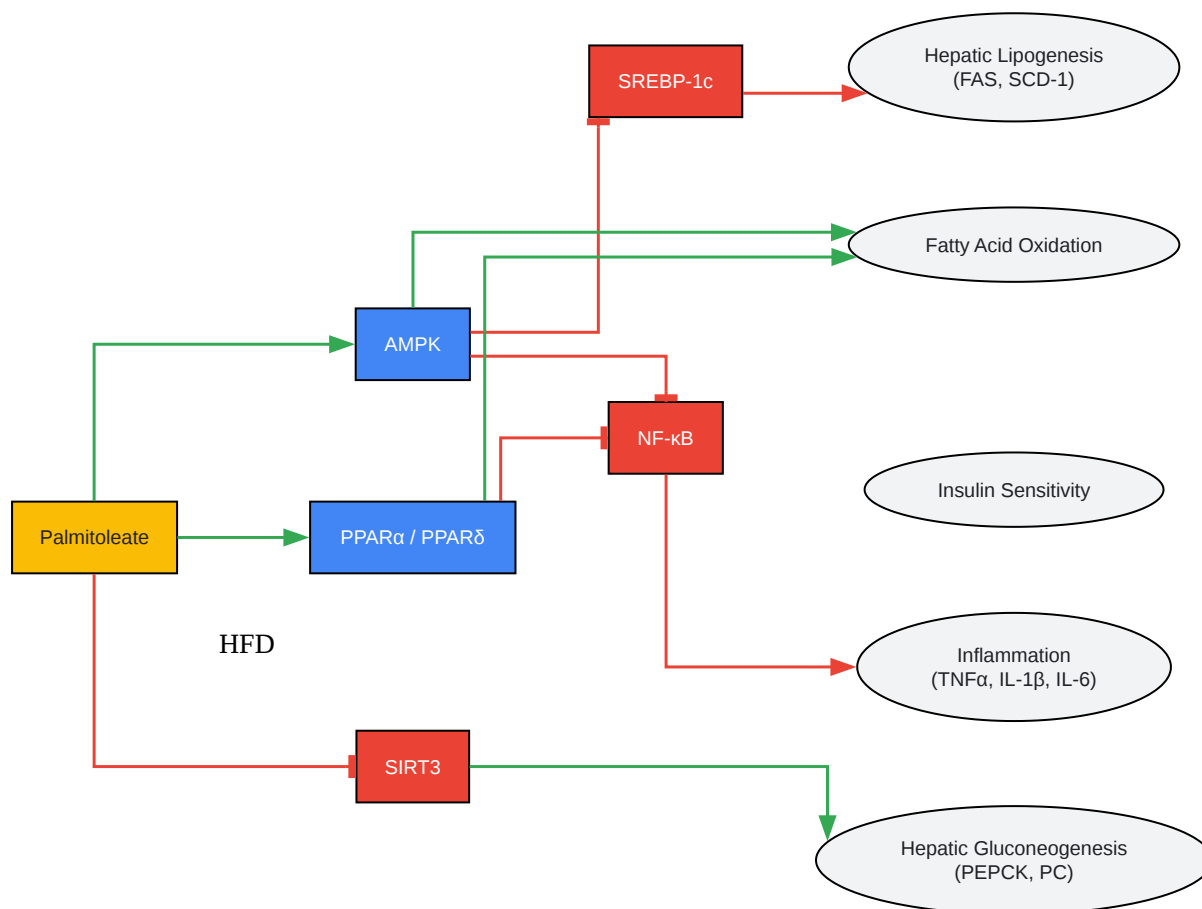 Hepatic Lipogenesis
(FAS, SCD-1)
SREBP-1c
Fatty Acid Oxidation
AMPK
NF-κB
Insulin Sensitivity
Palmitoleate
PPARα / PPARδ
HFD
Inflammation
(TNFα, IL-1β, IL-6)
SIRT3
Hepatic Gluconeogenesis
(PEPCK, PC)